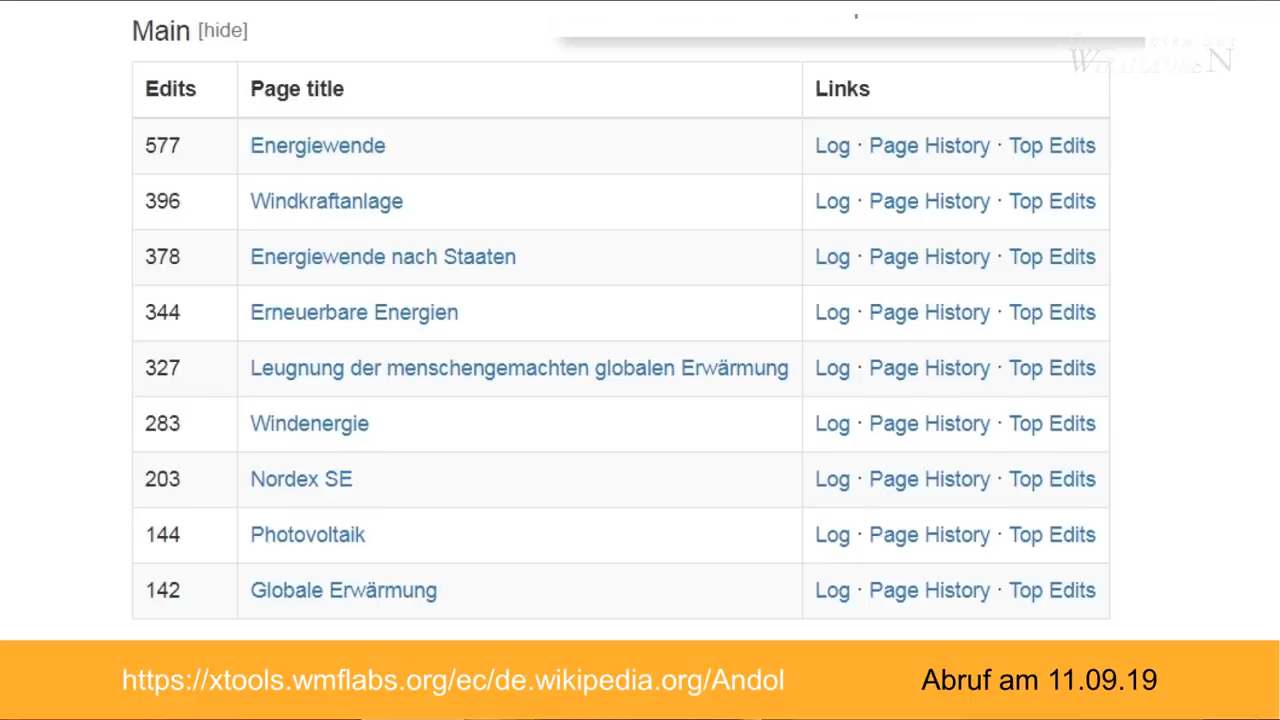 Main [hide]
Edits Page title Links
577 Energiewende Log · Page History · Top Edits
396 Windkraftanlage Log · Page History · Top Edits
378 Energiewende nach Staaten Log · Page History · Top Edits
344 Erneuerbare Energien Log · Page History · Top Edits
327 Leugnung der menschengemachten globalen Erwärmung Log · Page History · Top Edits
283 Windenergie Log · Page History · Top Edits
203 Nordex SE Log · Page History · Top Edits
144 Photovoltaik Log · Page History · Top Edits
142 Globale Erwärmung Log · Page History · Top Edits
https://xtools.wmflabs.org/ec/de.wikipedia.org/Andol Abruf am 11.09.19